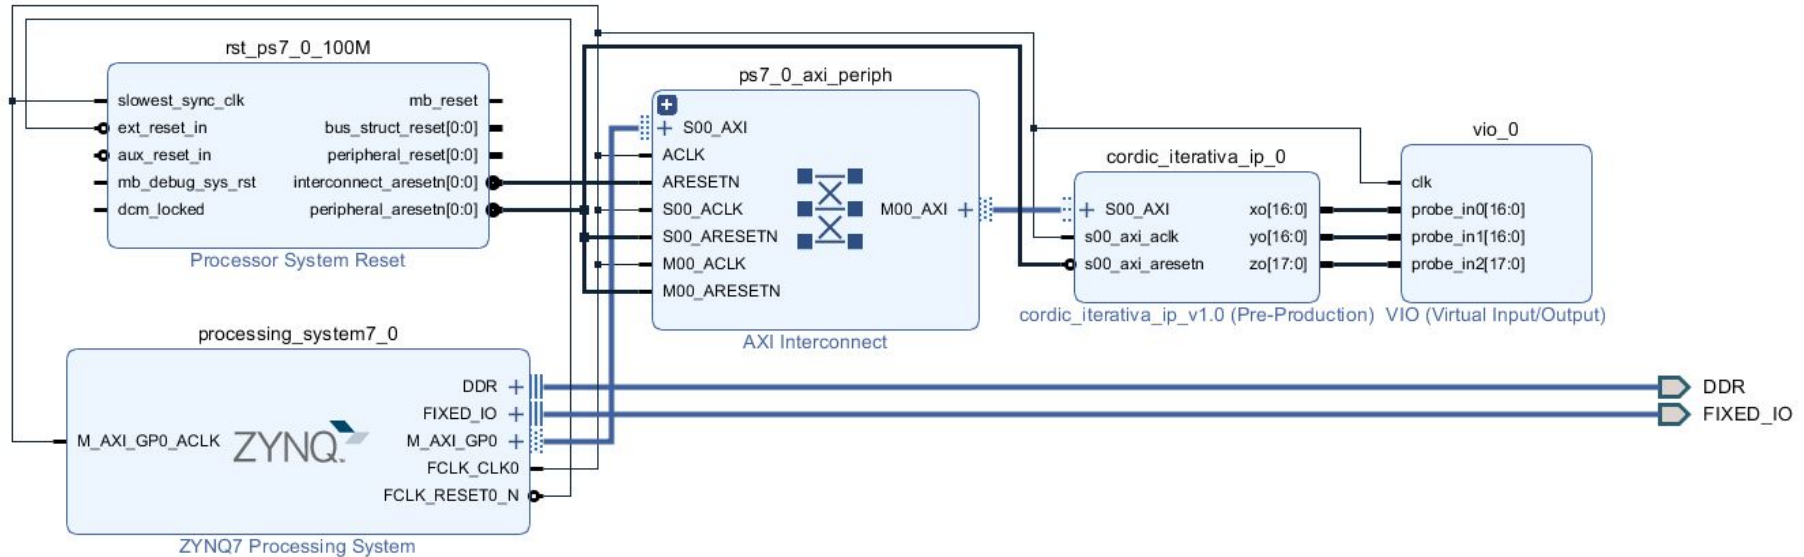 rst_ps7_0_100M
slowest_sync_clk
ext_reset_in
aux_reset_in
mb_debug_sys_rst
dcm_locked
mb_reset
bus_struct_reset[0:0]
peripheral_reset[0:0]
interconnect_aresetn[0:0]
peripheral_aresetn[0:0]
Processor System Reset
ps7_0_axi_periph
S00_AXI
ACLK
ARESETN
S00_ACLK
S00_ARESETN
M00_ACLK
M00_ARESETN
M00_AXI
AXI Interconnect
cordic_iterativa_ip_0
S00_AXI
s00_axi_aclk
s00_axi_aresetn
xo[16:0]
yo[16:0]
zo[17:0]
cordic_iterativa_ip_v1.0 (Pre-Production)
vio_0
clk
probe_in0[16:0]
probe_in1[16:0]
probe_in2[17:0]
VIO (Virtual Input/Output)
processing_system7_0
M_AXI_GP0_ACLK
ZYNQ
DDR
FIXED_IO
M_AXI_GP0
FCLK_CLK0
FCLK_RESET0_N
ZYNQ7 Processing System
DDR
FIXED_IO